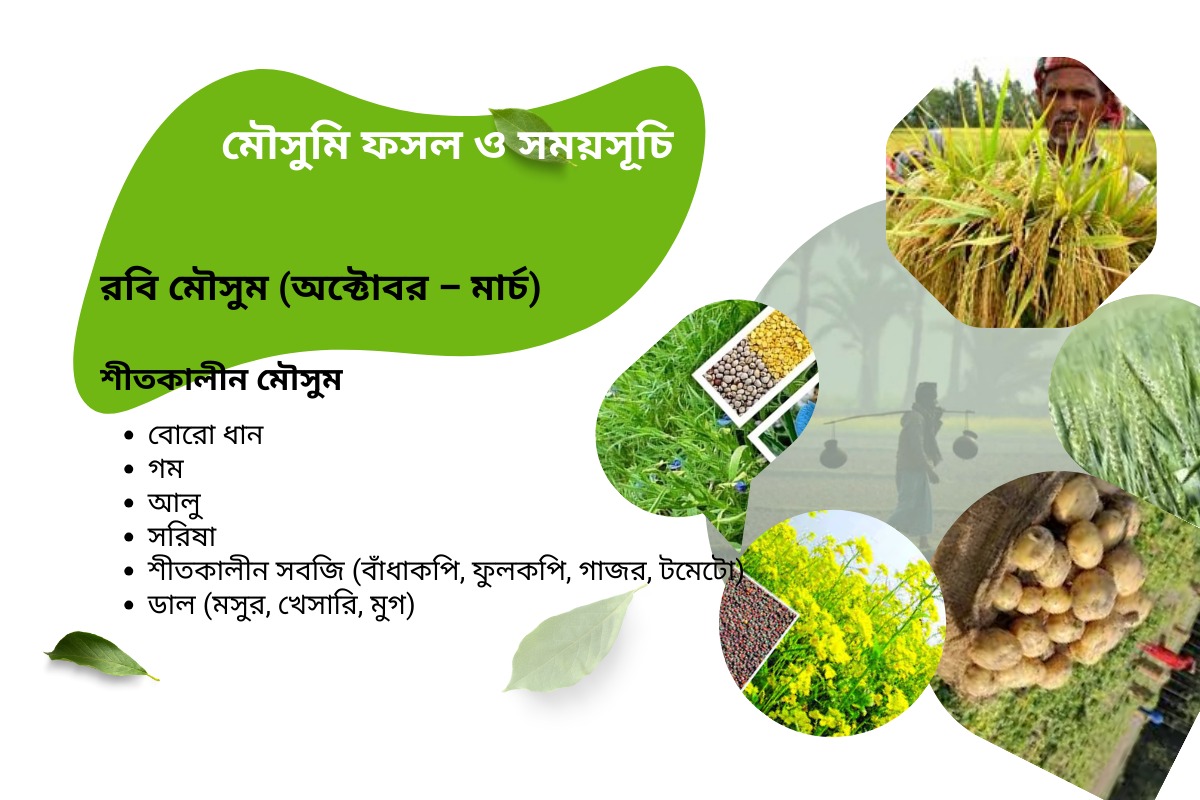 মৌসুমি ফসল ও সময়সূচি
রবি মৌসুম (অক্টোবর – মার্চ)
শীতকালীন মৌসুম
• বোরো ধান
• গম
• আলু
• সরিষা
• শীতকালীন সবজি (বাঁধাকপি, ফুলকপি, গাজর, টমেটো)
• ডাল (মসুর, খেসারি, মুগ)